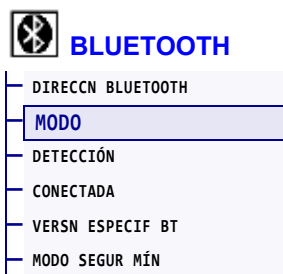 BLUETOOTH
DIRECCN BLUETOOTH
MODO
DETECCIÓN
CONECTADA
VERSN ESPECIF BT
MODO SEGUR MÍN